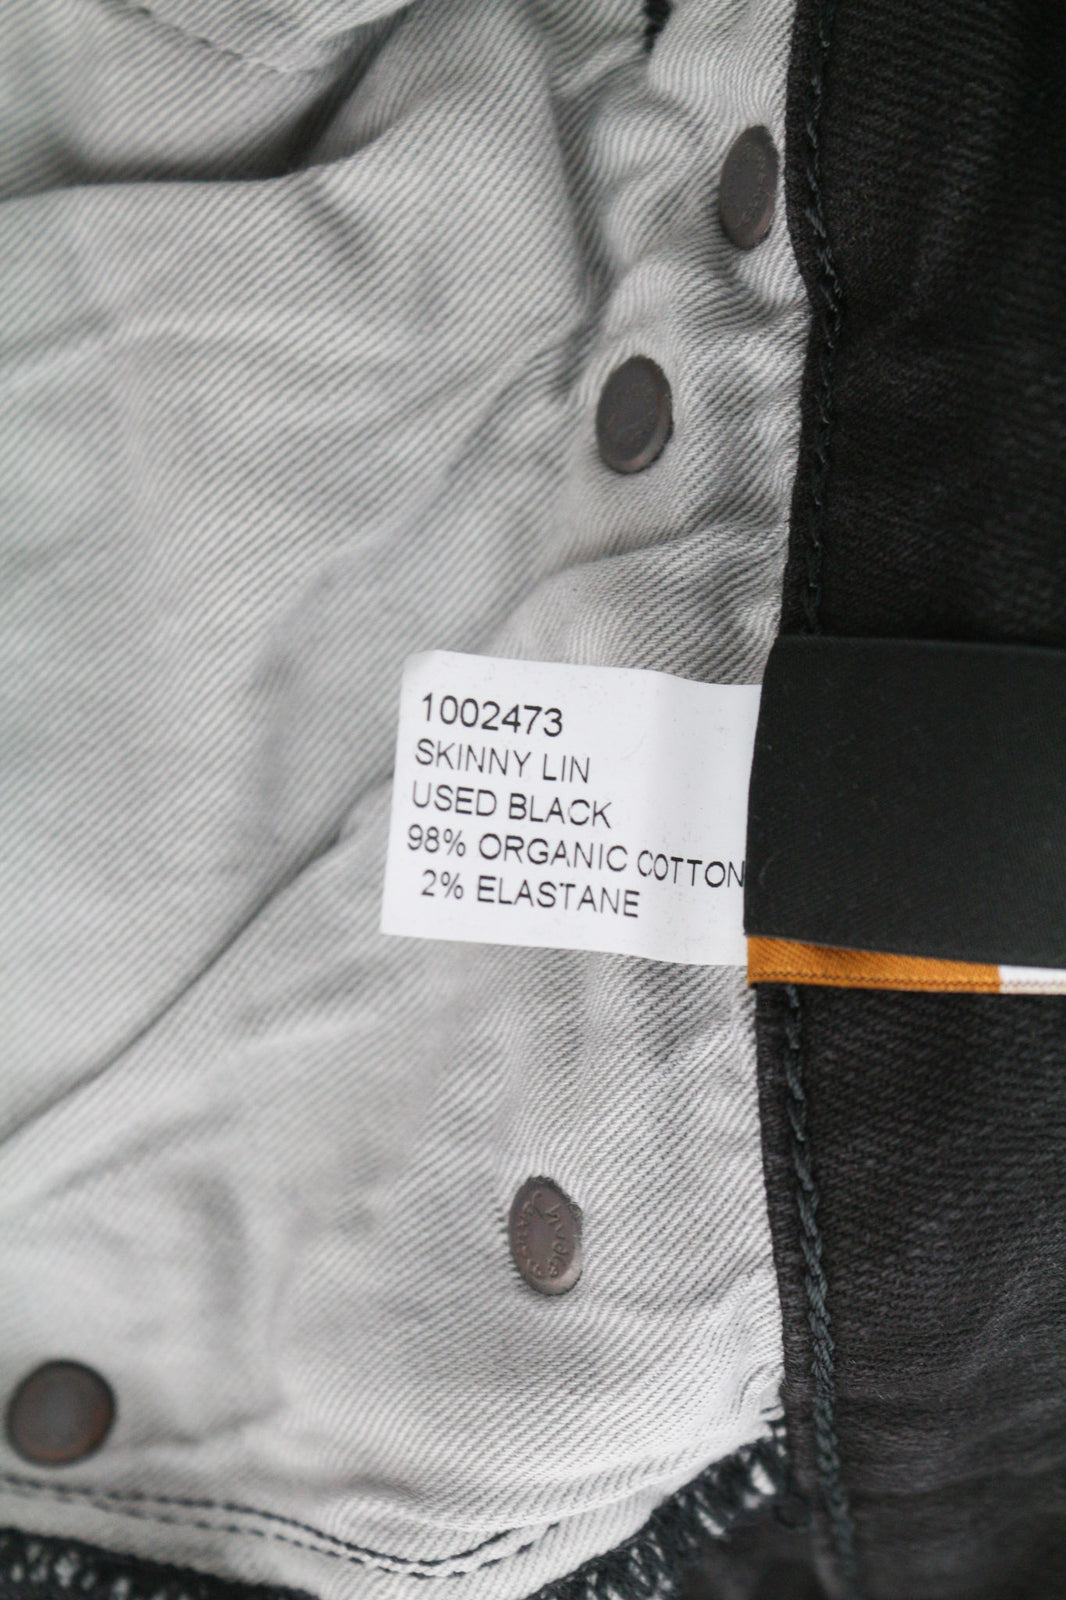 1002473
SKINNY LIN
USED BLACK
98% ORGANIC COTTON
2% ELASTANE